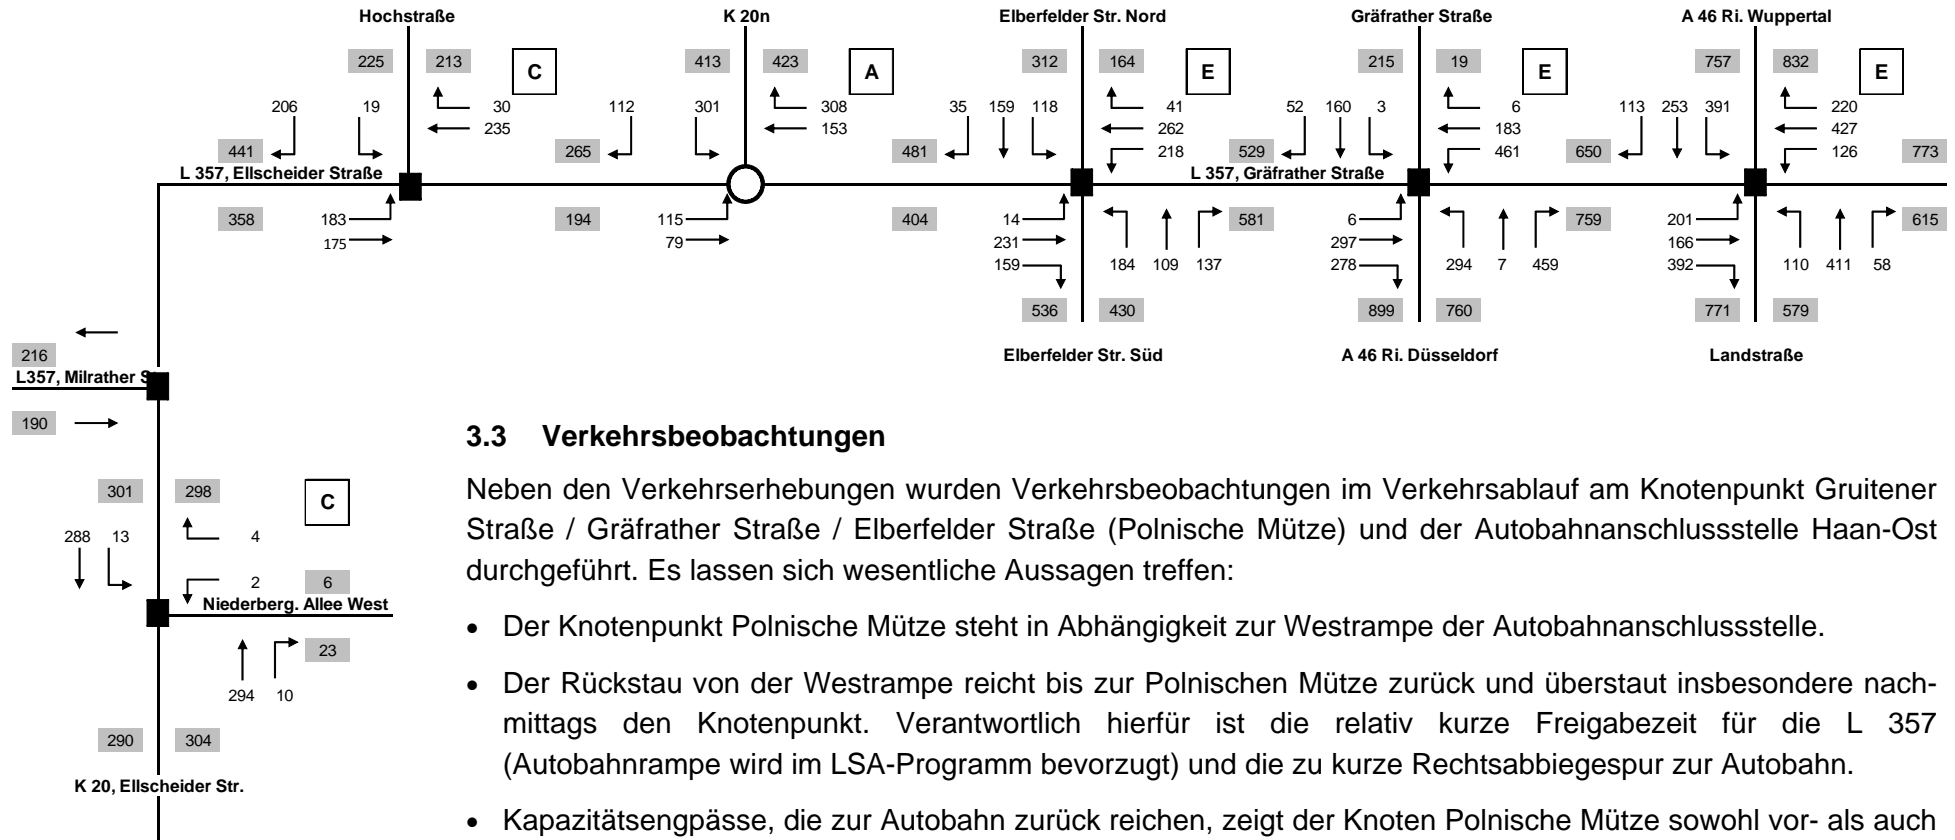 Hochstraße K 20n Elberfelder Str. Nord Gräfrather Straße A 46 Ri. Wuppertal
225 213 C 413 423 A 312 164 E 215 19 E 757 832 E
206 19 30 112 301 308 35 159 118 41 52 160 3 6 113 253 391 220
235 153 262 183 427
441 265 481 218 529 461 650 126 773
L 357, Ellscheider Straße L 357, Gräfrather Straße
358 183 194 115 404 14 581 6 759 201 615
175 79 231 297 166
159 184 109 137 278 294 7 459 392 110 411 58
536 430 899 760 771 579
Elberfelder Str. Süd A 46 Ri. Düsseldorf Landstraße
216
L357, Milrather S
190
301 298 C
288 13 4
2 6
Niederberg. Allee West
23
294 10
290 304
K 20, Ellscheider Str.
3.3 Verkehrsbeobachtungen
Neben den Verkehrserhebungen wurden Verkehrsbeobachtungen im Verkehrsablauf am Knotenpunkt Gruitener
Straße / Gräfrather Straße / Elberfelder Straße (Polnische Mütze) und der Autobahnanschlussstelle Haan-Ost
durchgeführt. Es lassen sich wesentliche Aussagen treffen:
• Der Knotenpunkt Polnische Mütze steht in Abhängigkeit zur Westrampe der Autobahnanschlussstelle.
• Der Rückstau von der Westrampe reicht bis zur Polnischen Mütze zurück und überstaut insbesondere nach-
mittags den Knotenpunkt. Verantwortlich hierfür ist die relativ kurze Freigabezeit für die L 357
(Autobahnrampe wird im LSA-Programm bevorzugt) und die zu kurze Rechtsabbiegespur zur Autobahn.
• Kapazitätsengpässe, die zur Autobahn zurück reichen, zeigt der Knoten Polnische Mütze sowohl vor- als auch